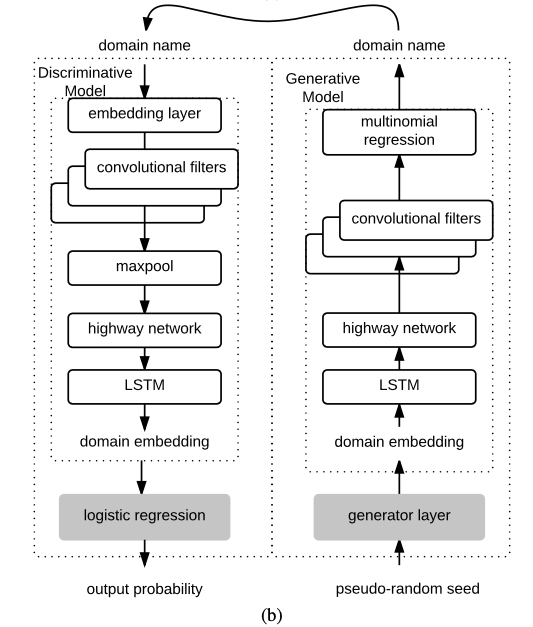 domain name
Discriminative
Model
embedding layer
convolutional filters
maxpool
highway network
LSTM
domain embedding
logistic regression
output probability
domain name
Generative
Model
multinomial
regression
convolutional filters
highway network
LSTM
domain embedding
generator layer
pseudo-random seed
(b)